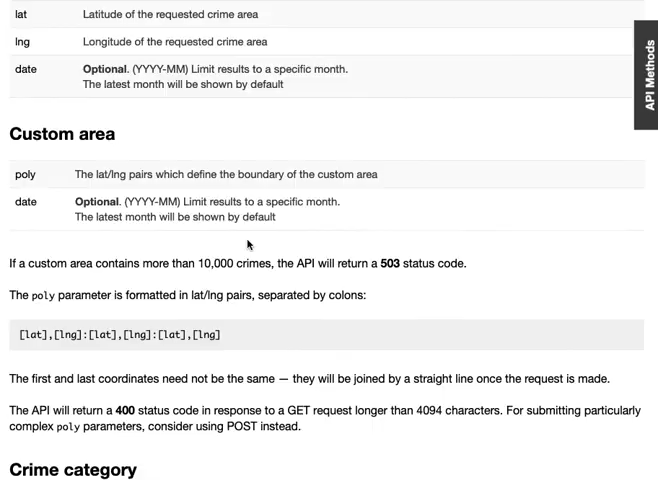 lat Latitude of the requested crime area
lng Longitude of the requested crime area
date Optional. (YYYY-MM) Limit results to a specific month.
The latest month will be shown by default
API Methods
Custom area
poly The lat/lng pairs which define the boundary of the custom area
date Optional. (YYYY-MM) Limit results to a specific month.
The latest month will be shown by default
If a custom area contains more than 10,000 crimes, the API will return a 503 status code.
The poly parameter is formatted in lat/lng pairs, separated by colons:
[lat],[lng]:[lat],[lng]:[lat],[lng]
The first and last coordinates need not be the same — they will be joined by a straight line once the request is made.
The API will return a 400 status code in response to a GET request longer than 4094 characters. For submitting particularly
complex poly parameters, consider using POST instead.
Crime category